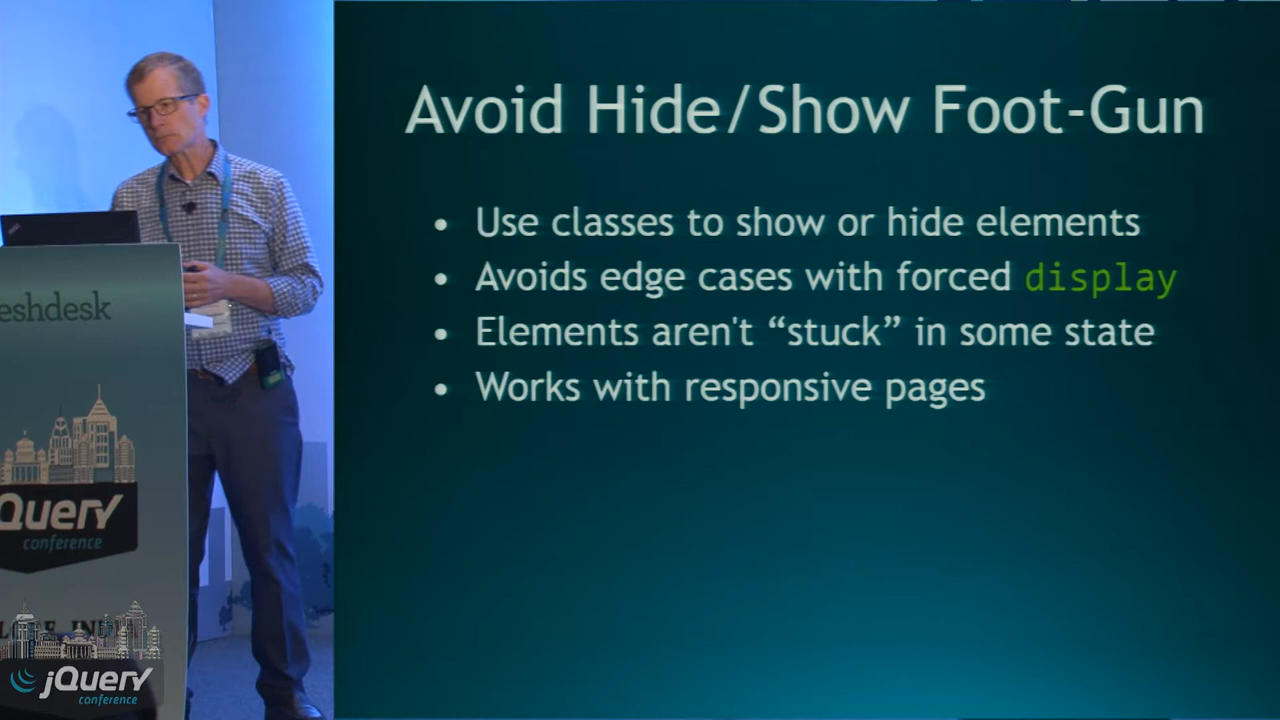 Avoid Hide/Show Foot-Gun
• Use classes to show or hide elements
• Avoids edge cases with forced display
• Elements aren't “stuck” in some state
• Works with responsive pages
eshdesk
Query
conference
jQuery
conference